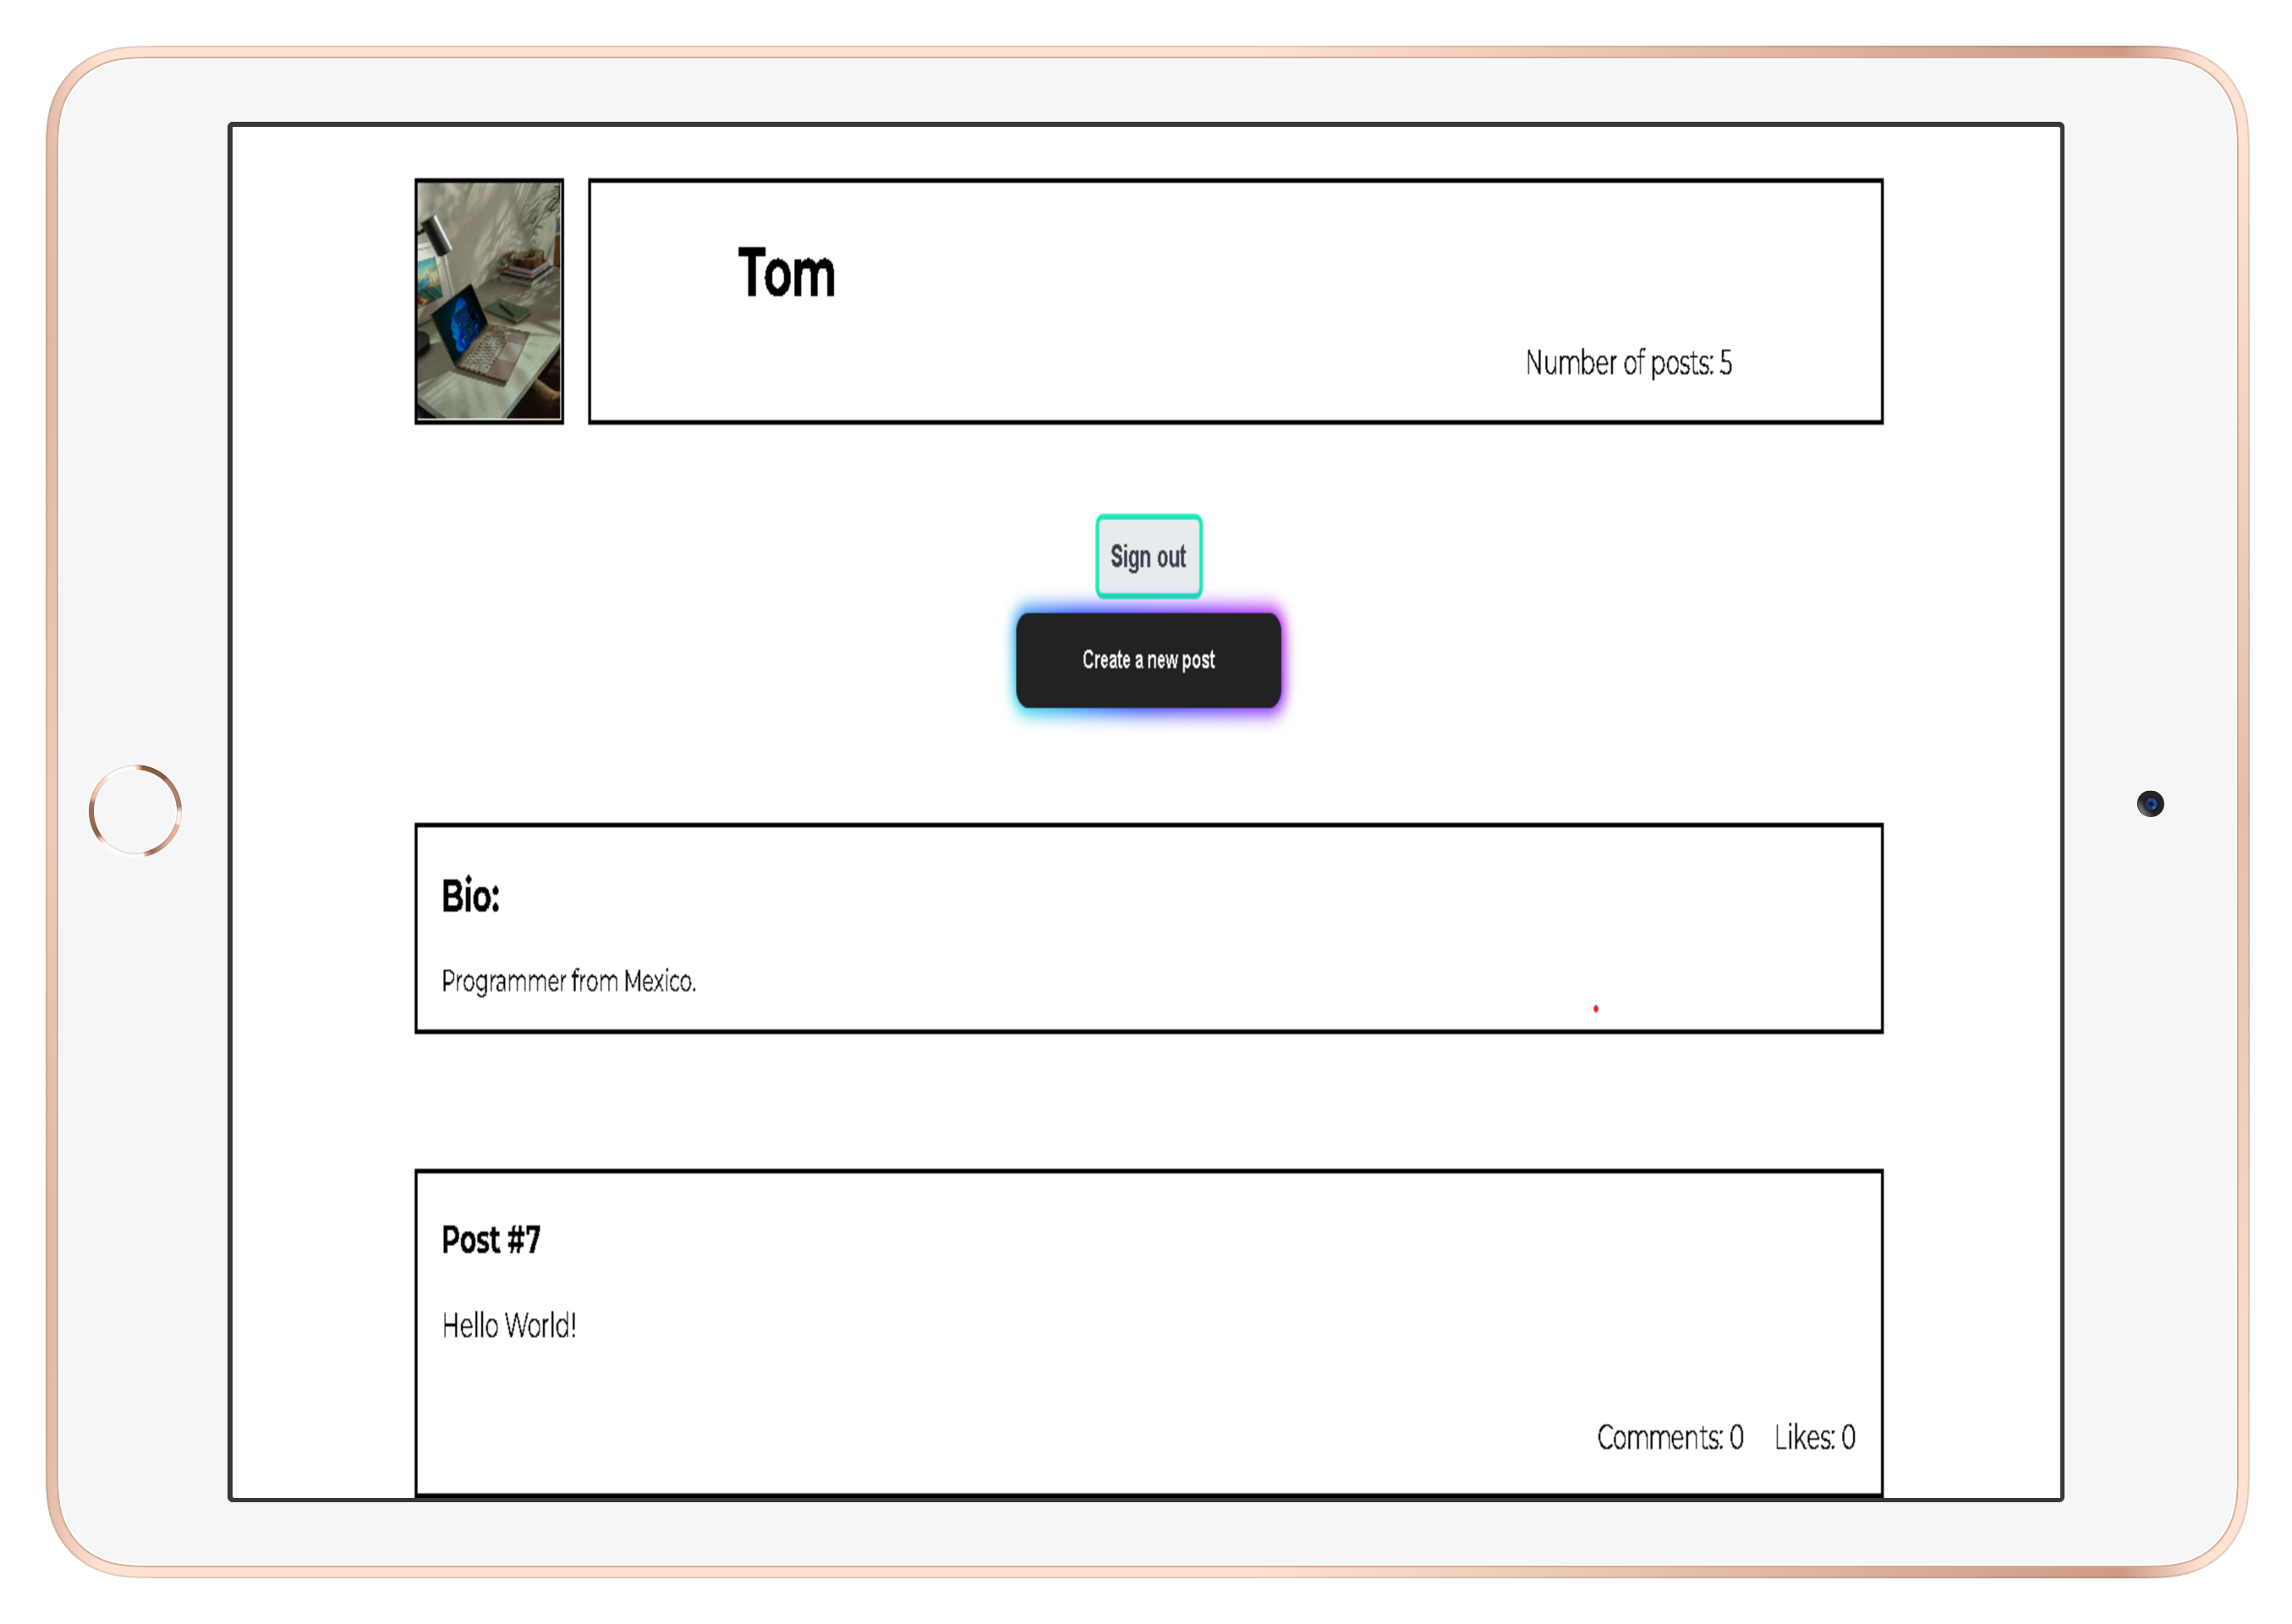 Tom
Number of posts: 5
Sign out
Create a new post
Bio:
Programmer from Mexico.
Post #7
Hello World!
Comments: 0 Likes: 0